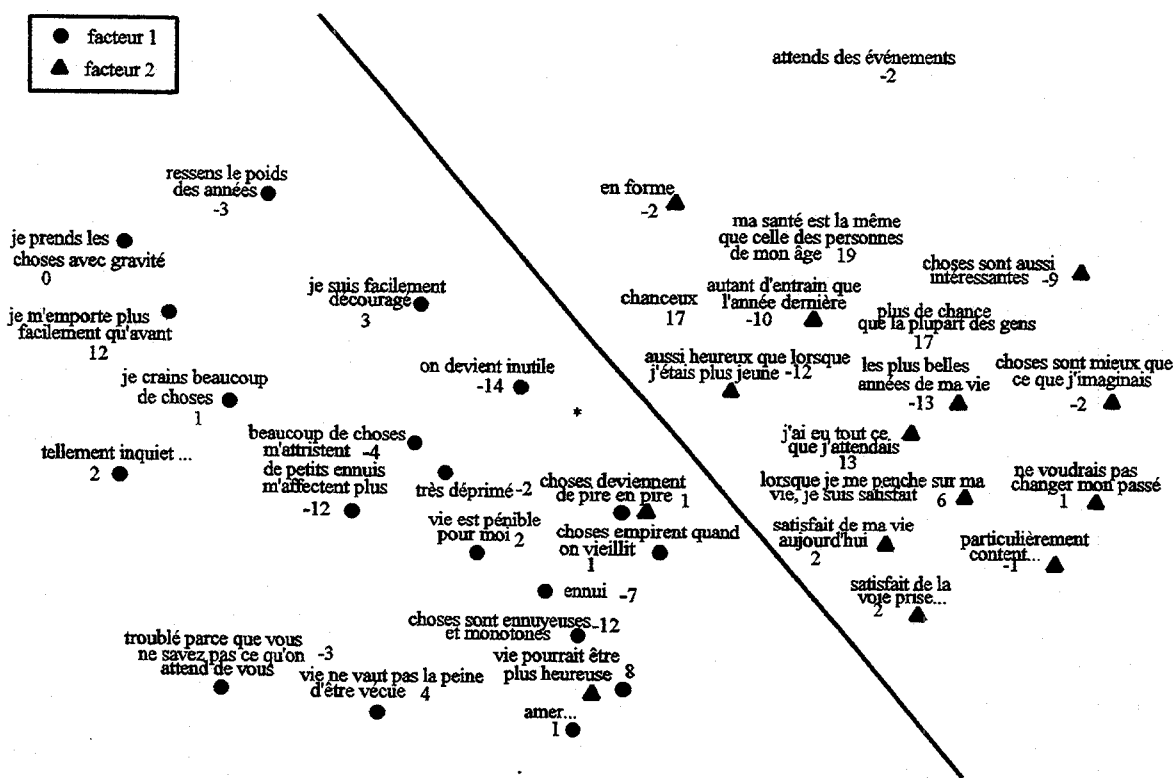 facteur 1
facteur 2
attends des événements
-2
ressens le poids
des années
-3
en forme
-2
je prends les
choses avec gravité
0
ma santé est la même
que celle des personnes
de mon âge 19
choses sont aussi
intéressantes -9
je suis facilement
découragé
3
chanceux
17
autant d'entrain que
l'année dernière
-10
plus de chance
que la plupart des gens
17
je m'emporte plus
facilement qu'avant
12
on devient inutile
-14
aussi heureux que lorsque
j'étais plus jeune -12
les plus belles
années de ma vie
-13
choses sont mieux que
ce que j'imaginais
-2
je crains beaucoup
de choses
1
*
beaucoup de choses
m'attristent -4
de petits ennuis
m'affectent plus
-12
j'ai eu tout ce
que j'attendais
13
tellement inquiet ...
2
très déprimé -2
choses deviennent
de pire en pire 1
lorsque je me penche sur ma
vie, je suis satisfait 6
ne voudrais pas
changer mon passé
1
vie est pénible
pour moi 2
choses empirent quand
on vieillit
1
satisfait de ma vie
aujourd'hui
2
particulièrement
content...
-1
ennui -7
satisfait de la
voie prise...
2
choses sont ennuyeuses -12
et monotones
troublé parce que vous
ne savez pas ce qu'on -3
attend de vous
vie ne vaut pas la peine
d'être vécue 4
vie pourrait être
plus heureuse 8
amer...
1